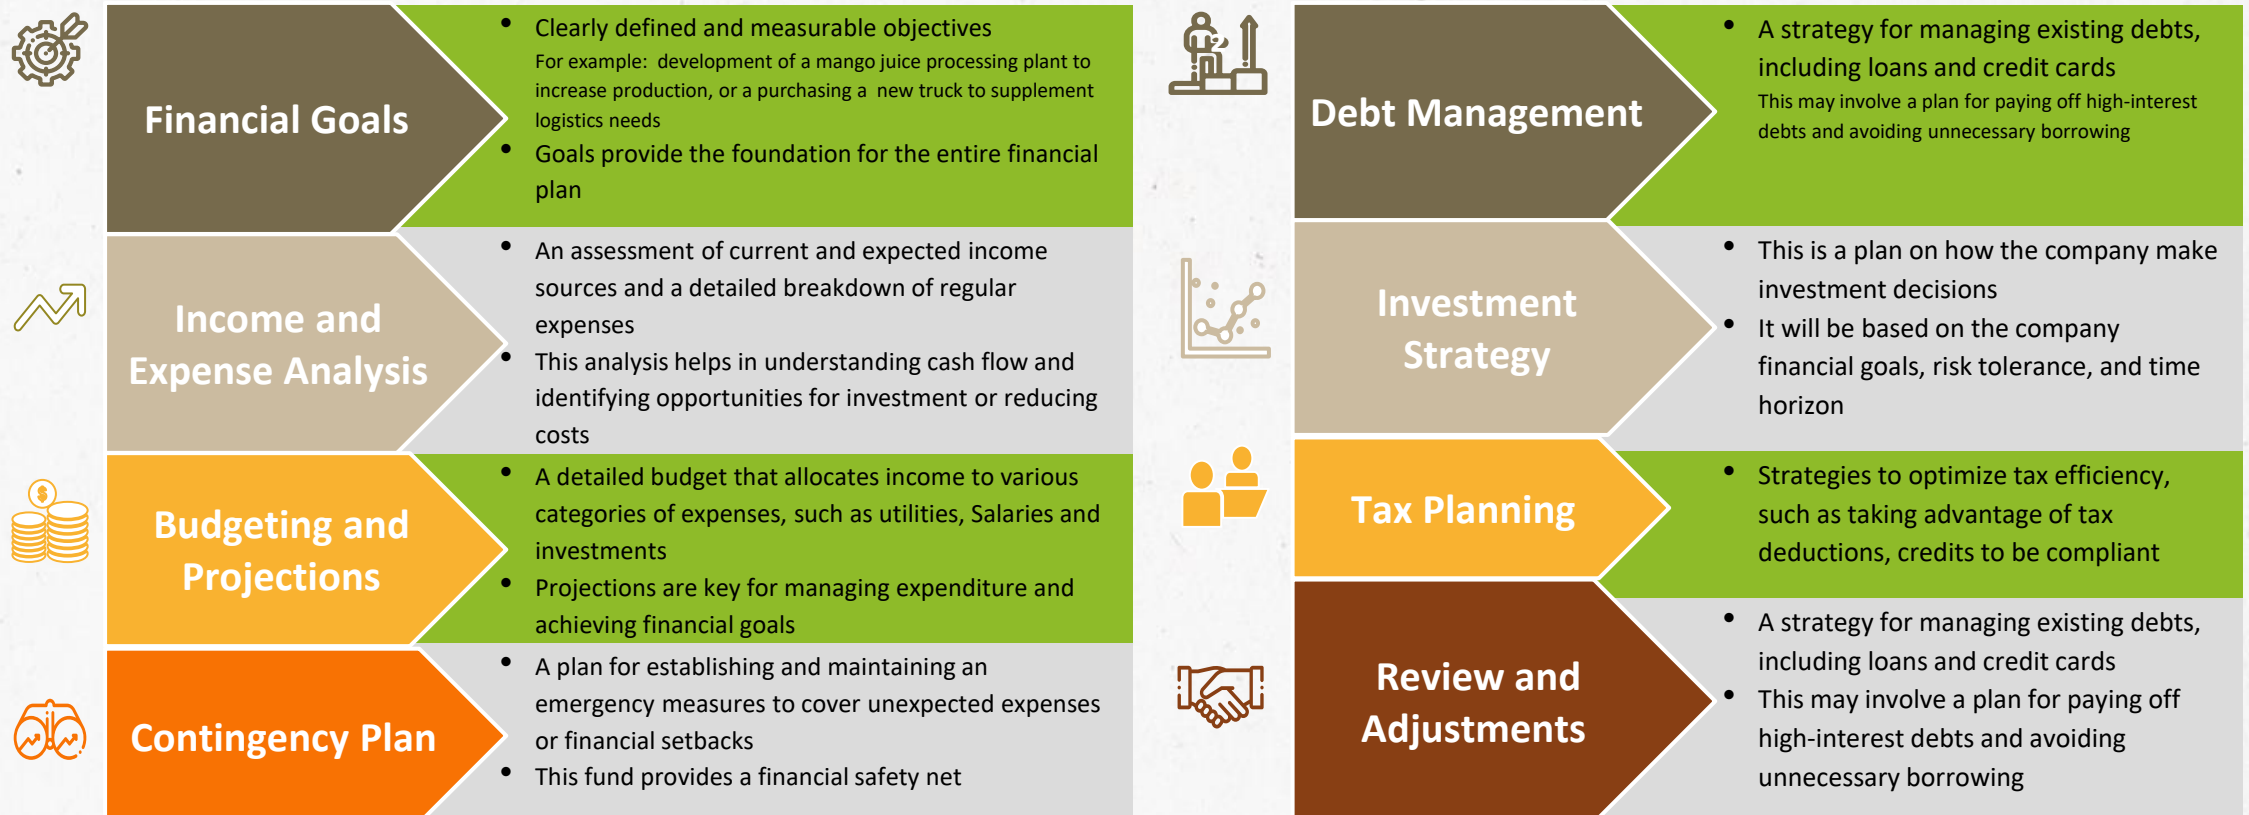 Financial Goals
• Clearly defined and measurable objectives
For example: development of a mango juice processing plant to
increase production, or a purchasing a new truck to supplement
logistics needs
• Goals provide the foundation for the entire financial
plan
Income and
Expense Analysis
• An assessment of current and expected income
sources and a detailed breakdown of regular
expenses
• This analysis helps in understanding cash flow and
identifying opportunities for investment or reducing
costs
Budgeting and
Projections
• A detailed budget that allocates income to various
categories of expenses, such as utilities, Salaries and
investments
• Projections are key for managing expenditure and
achieving financial goals
Contingency Plan
• A plan for establishing and maintaining an
emergency measures to cover unexpected expenses
or financial setbacks
• This fund provides a financial safety net
Debt Management
• A strategy for managing existing debts,
including loans and credit cards
This may involve a plan for paying off high-interest
debts and avoiding unnecessary borrowing
Investment
Strategy
• This is a plan on how the company make
investment decisions
• It will be based on the company
financial goals, risk tolerance, and time
horizon
Tax Planning
• Strategies to optimize tax efficiency,
such as taking advantage of tax
deductions, credits to be compliant
Review and
Adjustments
• A strategy for managing existing debts,
including loans and credit cards
• This may involve a plan for paying off
high-interest debts and avoiding
unnecessary borrowing
$